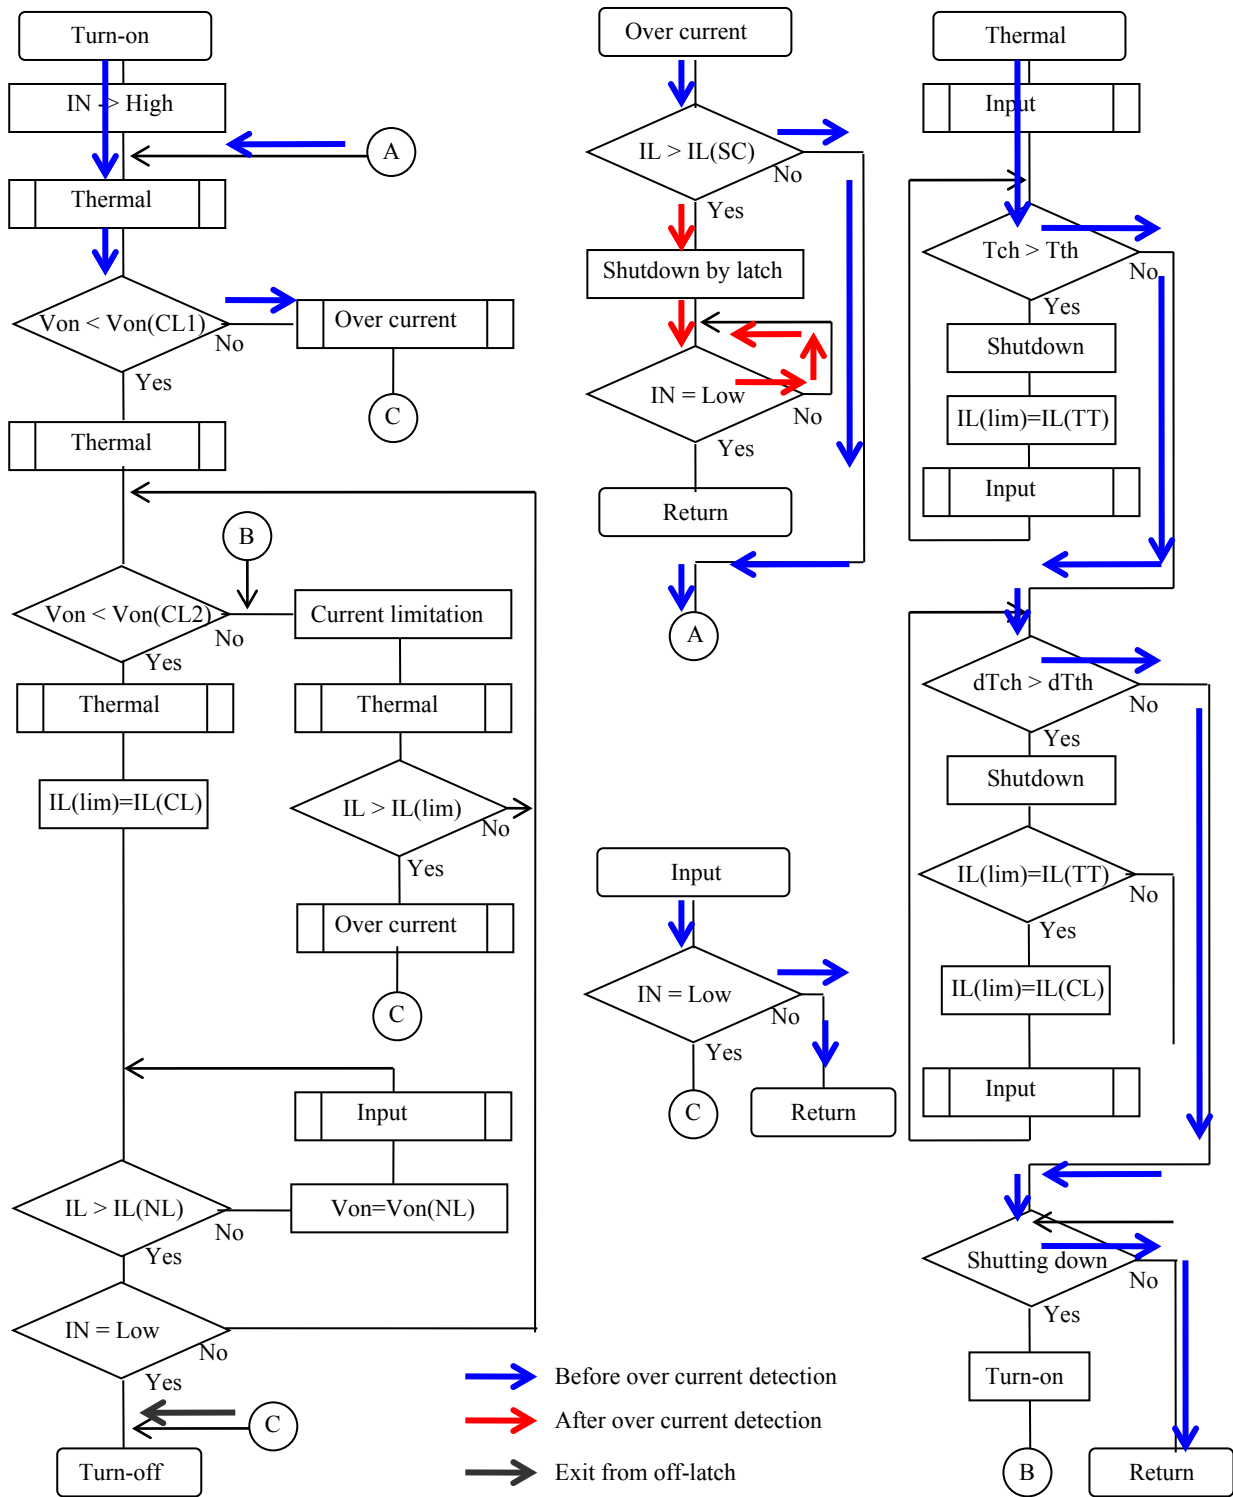 Turn-on
IN -> High
A
Thermal
Von < Von(CL1)
No
Yes
Over current
C
Thermal
B
Von < Von(CL2)
No
Yes
Current limitation
Thermal
Thermal
IL(lim)=IL(CL)
IL > IL(lim)
No
Yes
Over current
C
Input
Von=Von(NL)
IL > IL(NL)
No
Yes
IN = Low
No
Yes
C
Turn-off
Over current
IL > IL(SC)
No
Yes
Shutdown by latch
IN = Low
No
Yes
Return
A
Input
IN = Low
No
Yes
C
Return
Thermal
Input
Tch > Tth
No
Yes
Shutdown
IL(lim)=IL(TT)
Input
dTch > dTth
No
Yes
Shutdown
IL(lim)=IL(TT)
No
Yes
IL(lim)=IL(CL)
Input
Shutting down
No
Yes
Turn-on
B
Return
Before over current detection
After over current detection
Exit from off-latch